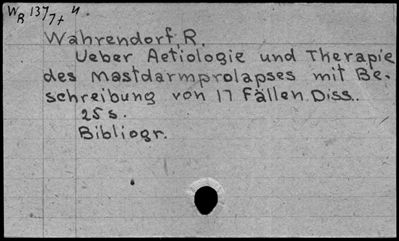 WB 137/7+ 4
Wahrendorf R.
Ueber Aetiologie und Therapie
des Mastdarmprolapses mit Be-
schreibung von 17 Fällen. Diss..
25 s.
Bibliogr.